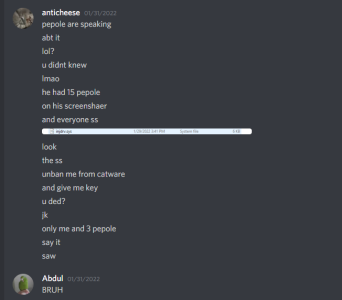 anticheese 01/31/2022
pepole are speaking
abt it
lol?
u didnt knew
lmao
he had 15 pepole
on his screenshaer
and everyone ss
look
the ss
unban me from catware
and give me key
u ded?
jk
only me and 3 pepole
say it
saw
Abdul 01/31/2022
BRUH